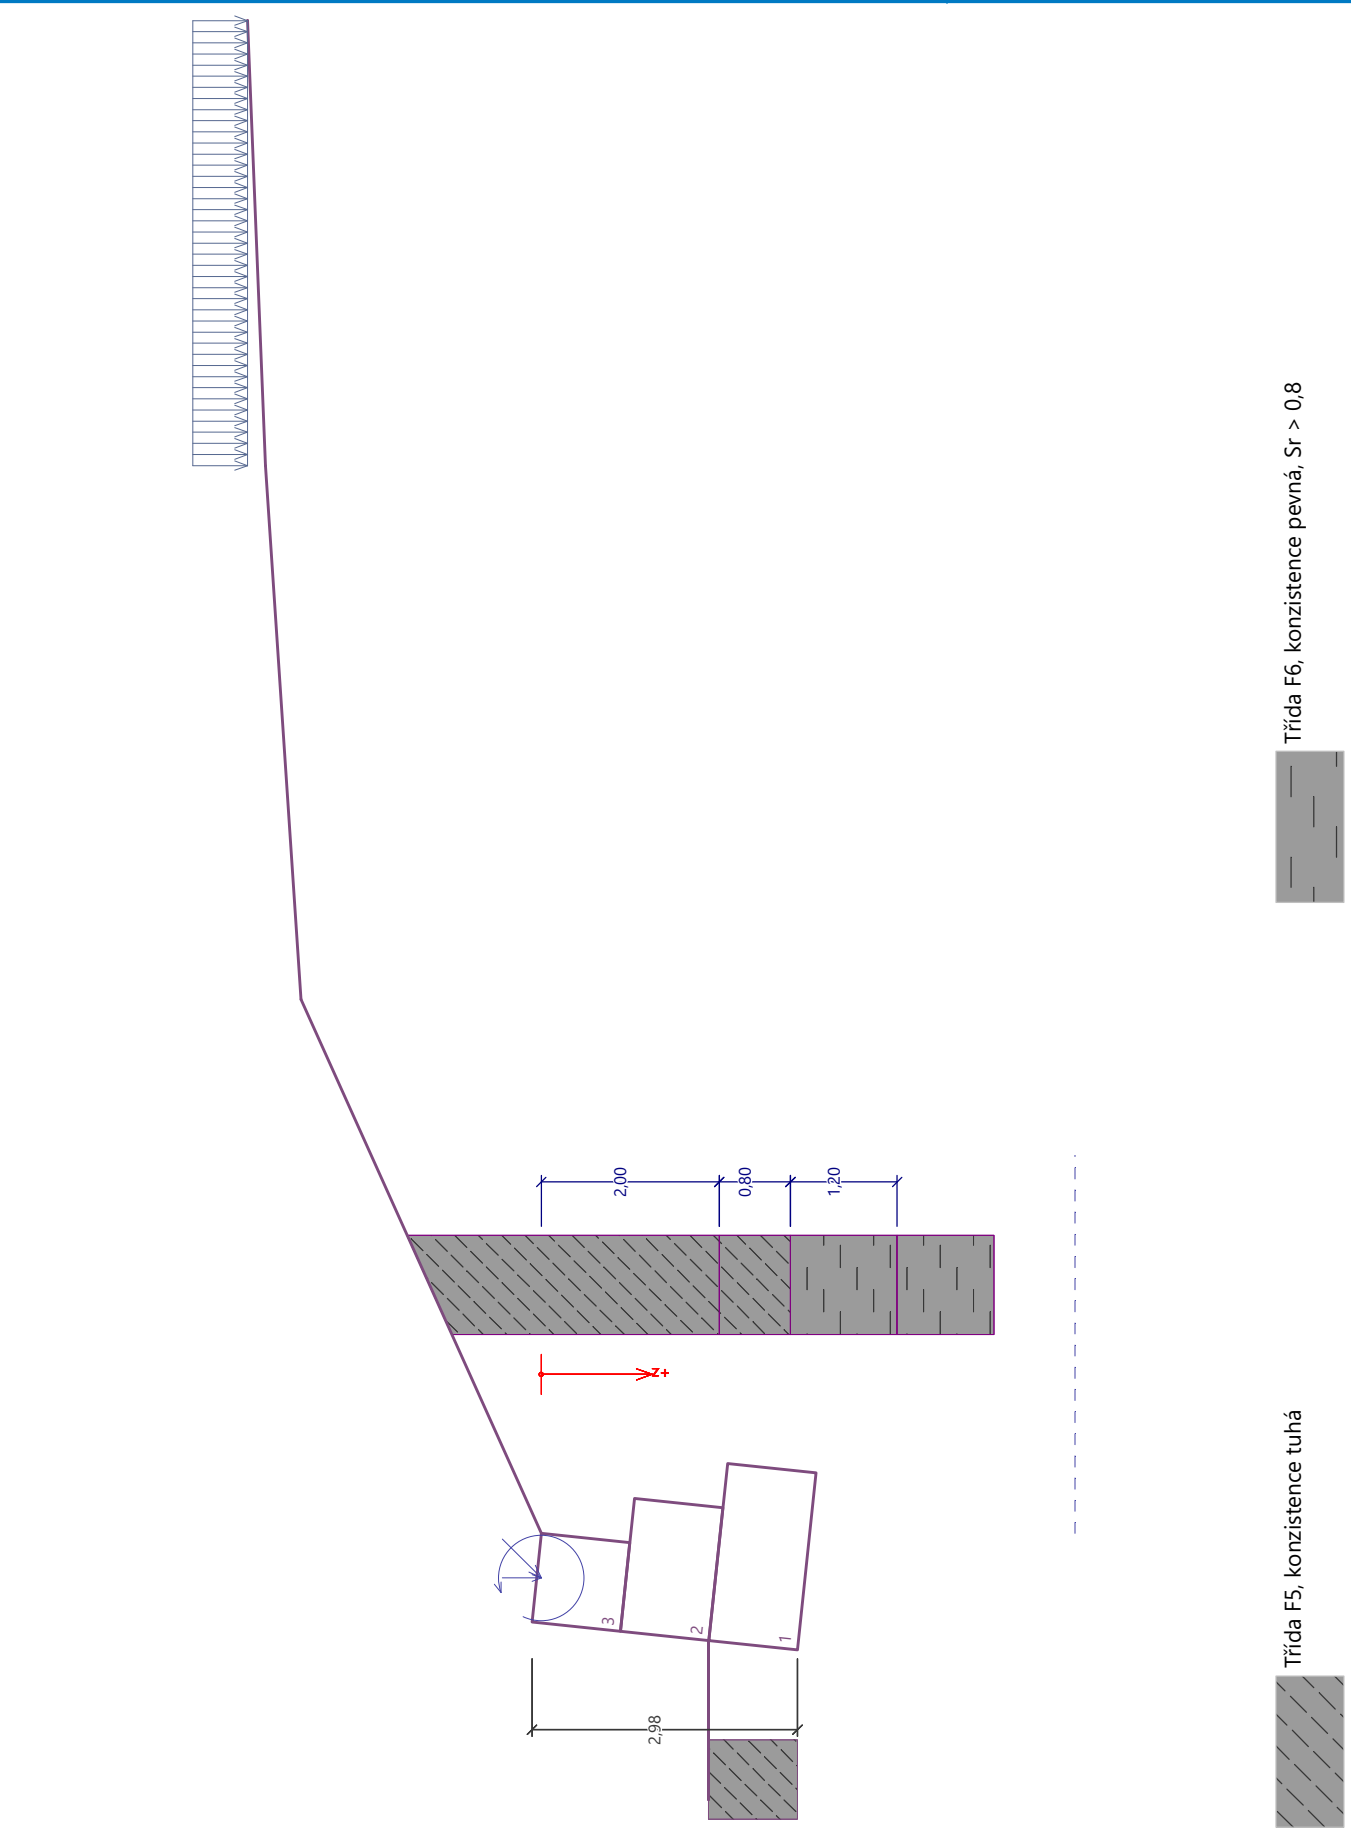 2,00
0,80
1,20
+z
3
2
1
2,98
Třída F5, konzistence tuhá
Třída F6, konzistence pevná, Sr > 0,8